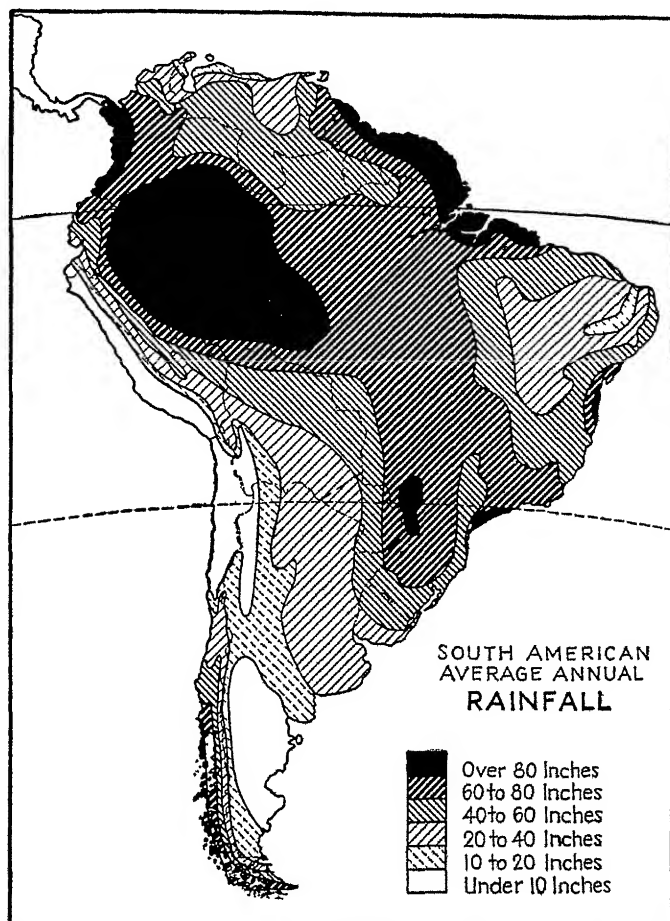 SOUTH AMERICAN
AVERAGE ANNUAL
RAINFALL
Over 80 Inches
60 to 80 Inches
40 to 60 Inches
20 to 40 Inches
10 to 20 Inches
Under 10 Inches